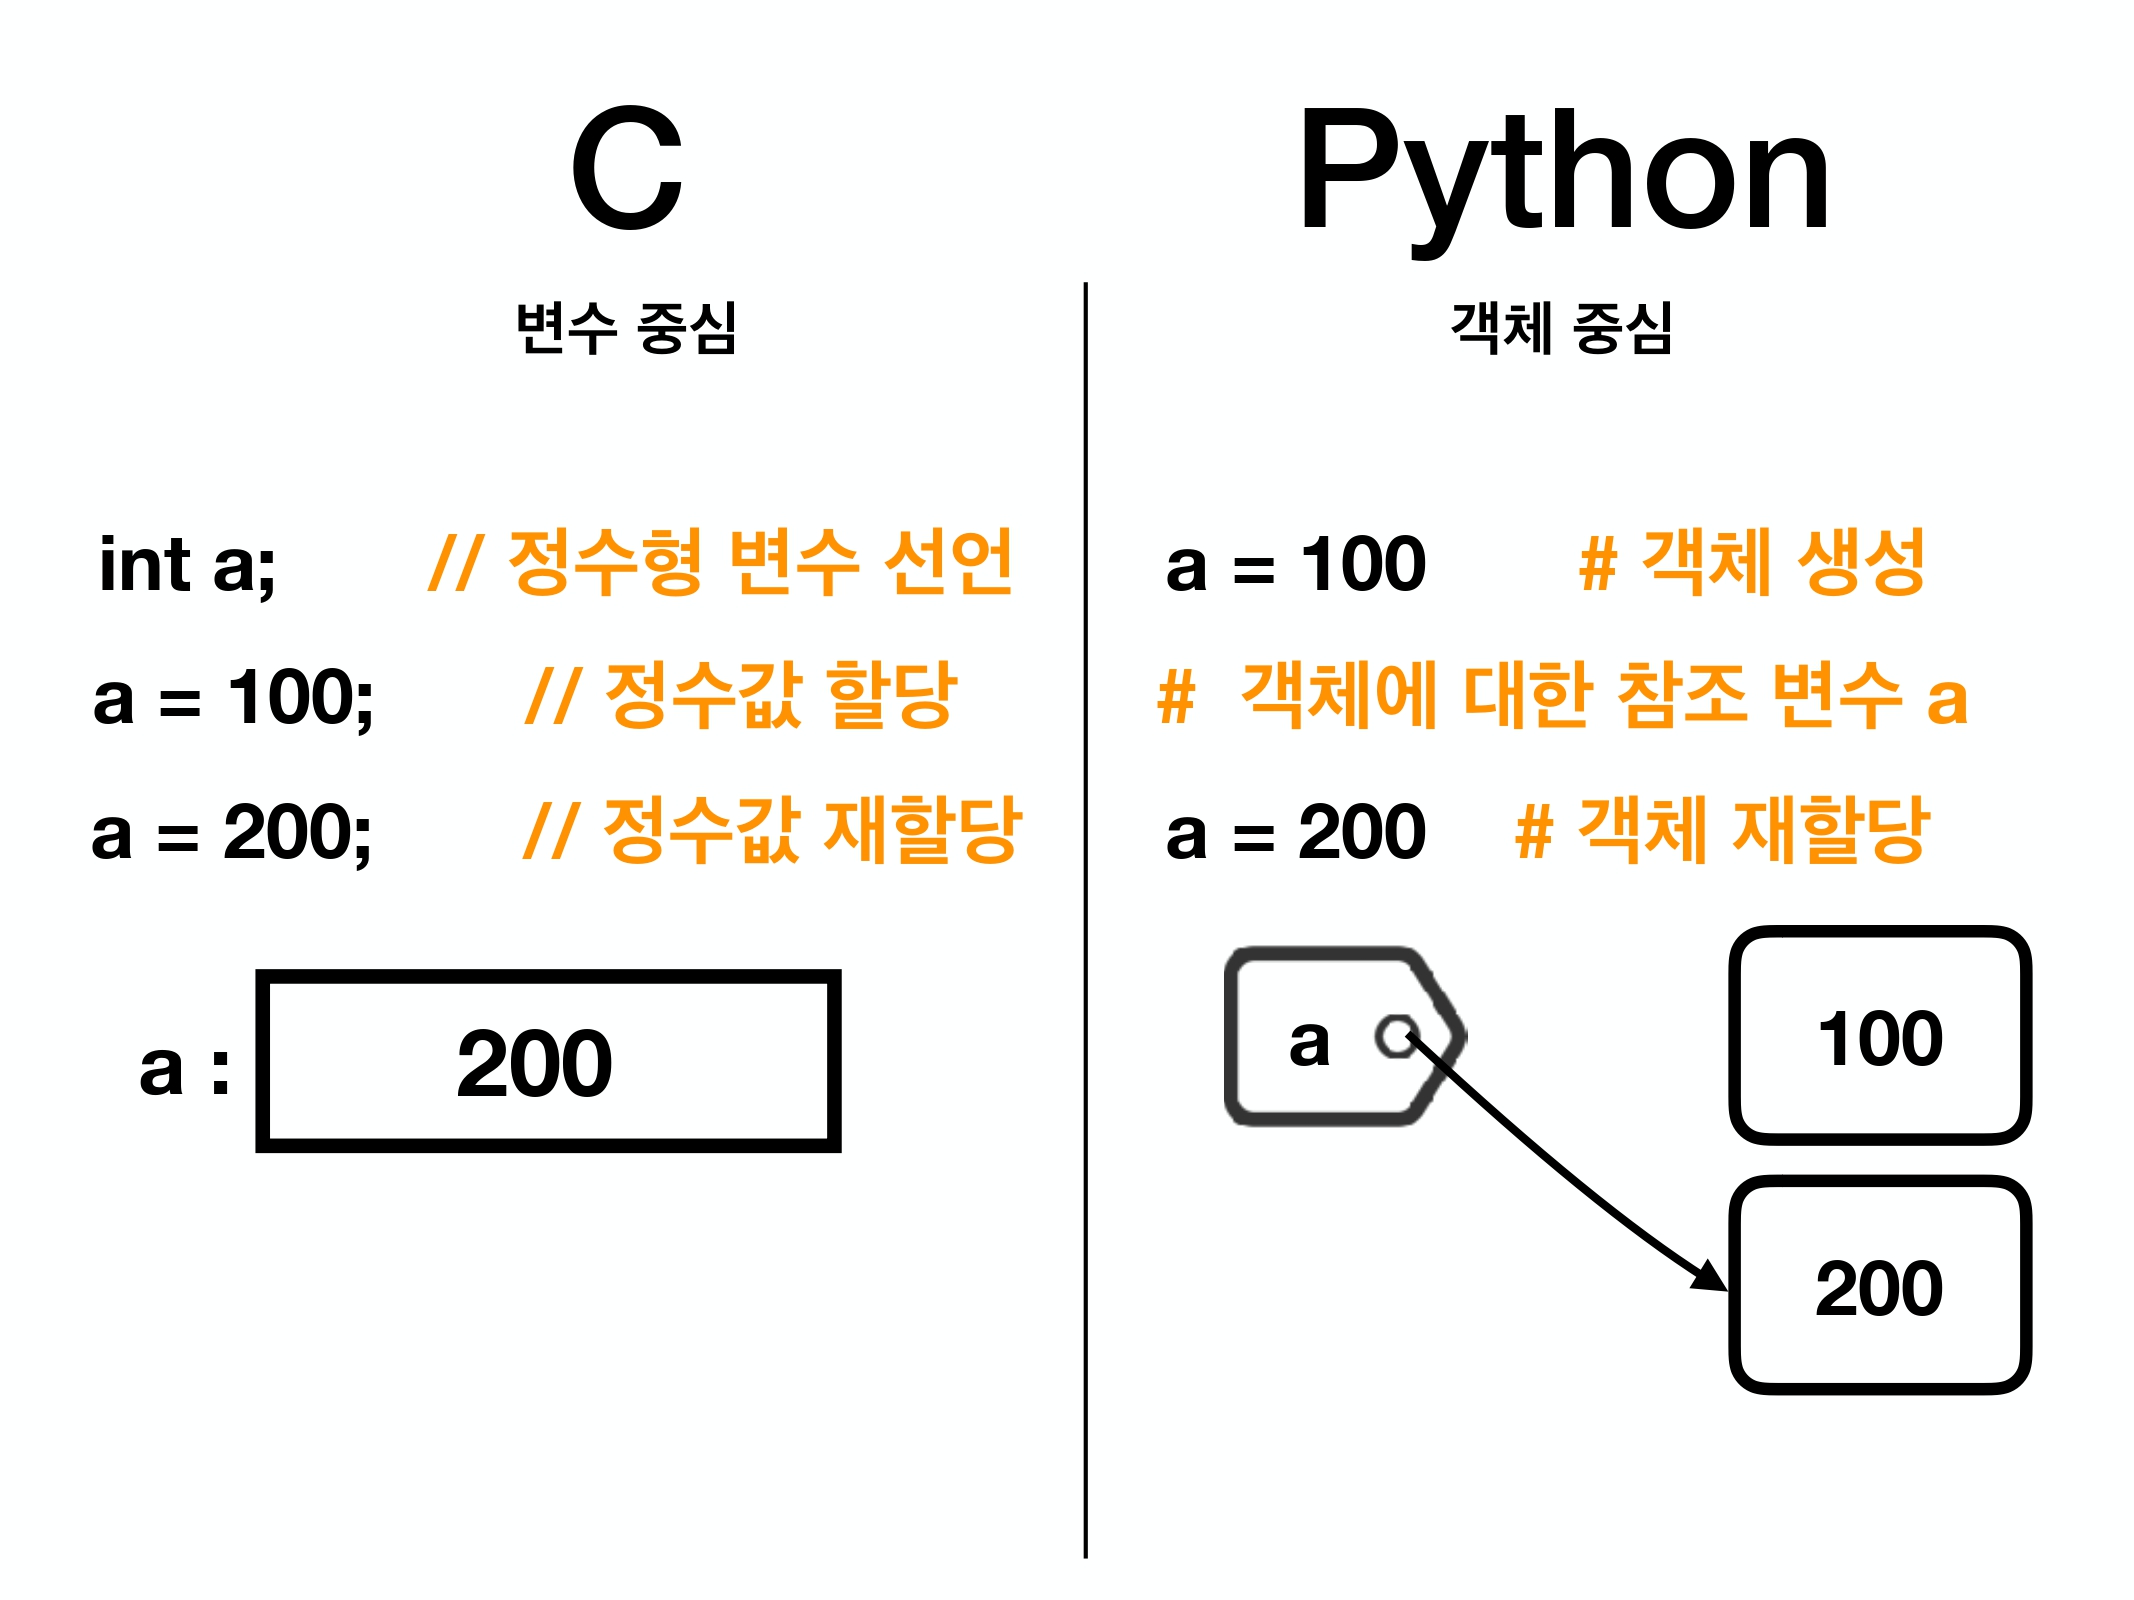 C
변수 중심
int a; // 정수형 변수 선언
a = 100; // 정수값 할당
a = 200; // 정수값 재할당
a : 200
Python
객체 중심
a = 100 # 객체 생성
# 객체에 대한 참조 변수 a
a = 200 # 객체 재할당
a
100
200